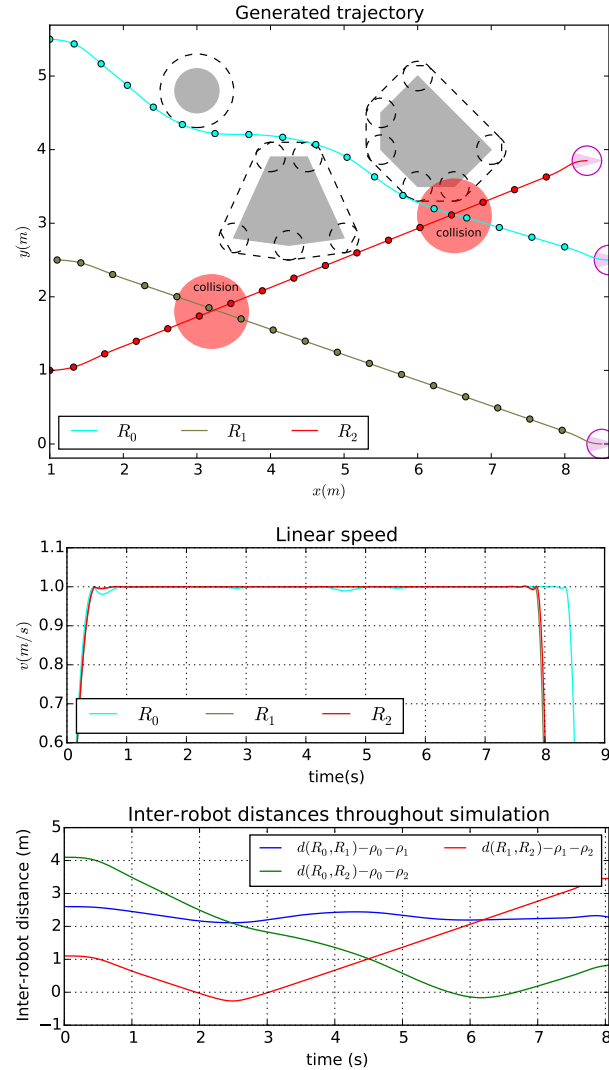 Generated trajectory
5
4
3
2
1
0
y(m)
collision
collision
R₀ R₁ R₂
1 2 3 4 5 6 7 8
x(m)
Linear speed
1.1
1.0
0.9
0.8
0.7
0.6
v(m/s)
R₀ R₁ R₂
0 1 2 3 4 5 6 7 8 9
time(s)
Inter-robot distances throughout simulation
5
4
3
2
1
0
−1
Inter-robot distance (m)
d(R₀,R₁)−ρ₀−ρ₁ d(R₁,R₂)−ρ₁−ρ₂
d(R₀,R₂)−ρ₀−ρ₂
0 1 2 3 4 5 6 7 8
time (s)